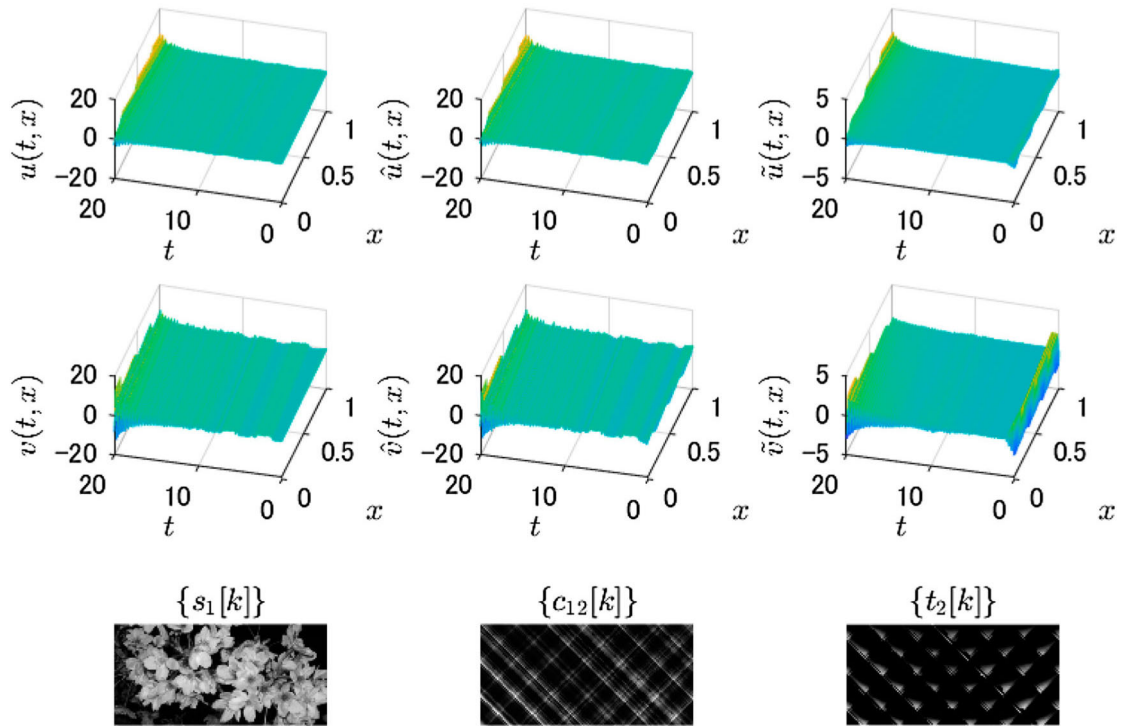 20 20 5
u(t, x) 0 û(t, x) 0 ũ(t, x) 0
−20 1 −20 1 −5 1
20 0.5 20 0.5 20 0.5
10 10 10
0 0 0 0 0 0
t x t x t x
20 20 5
v(t, x) 0 v̂(t, x) 0 ṽ(t, x) 0
−20 1 −20 1 −5 1
20 0.5 20 0.5 20 0.5
10 10 10
0 0 0 0 0 0
t x t x t x
{s₁[k]} {c₁₂[k]} {t₂[k]}